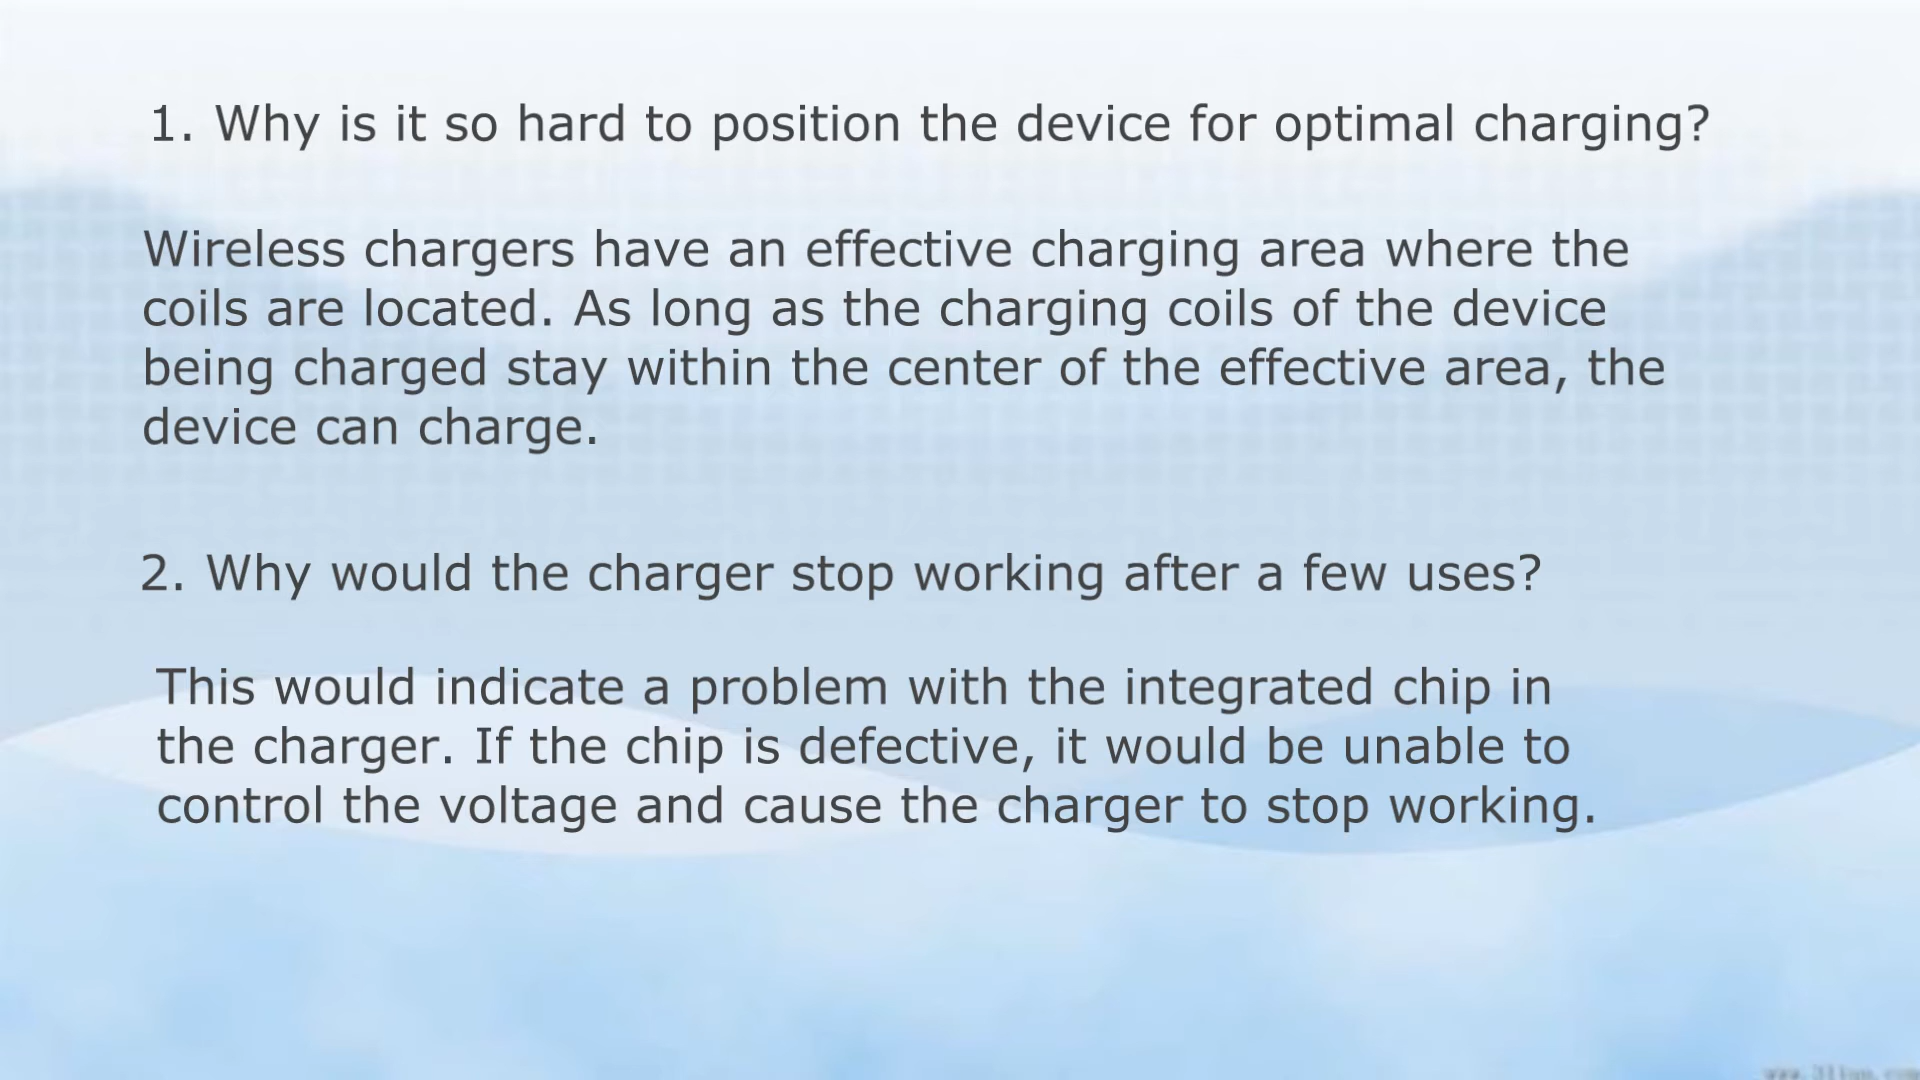 1. Why is it so hard to position the device for optimal charging?
Wireless chargers have an effective charging area where the
coils are located. As long as the charging coils of the device
being charged stay within the center of the effective area, the
device can charge.
2. Why would the charger stop working after a few uses?
This would indicate a problem with the integrated chip in
the charger. If the chip is defective, it would be unable to
control the voltage and cause the charger to stop working.